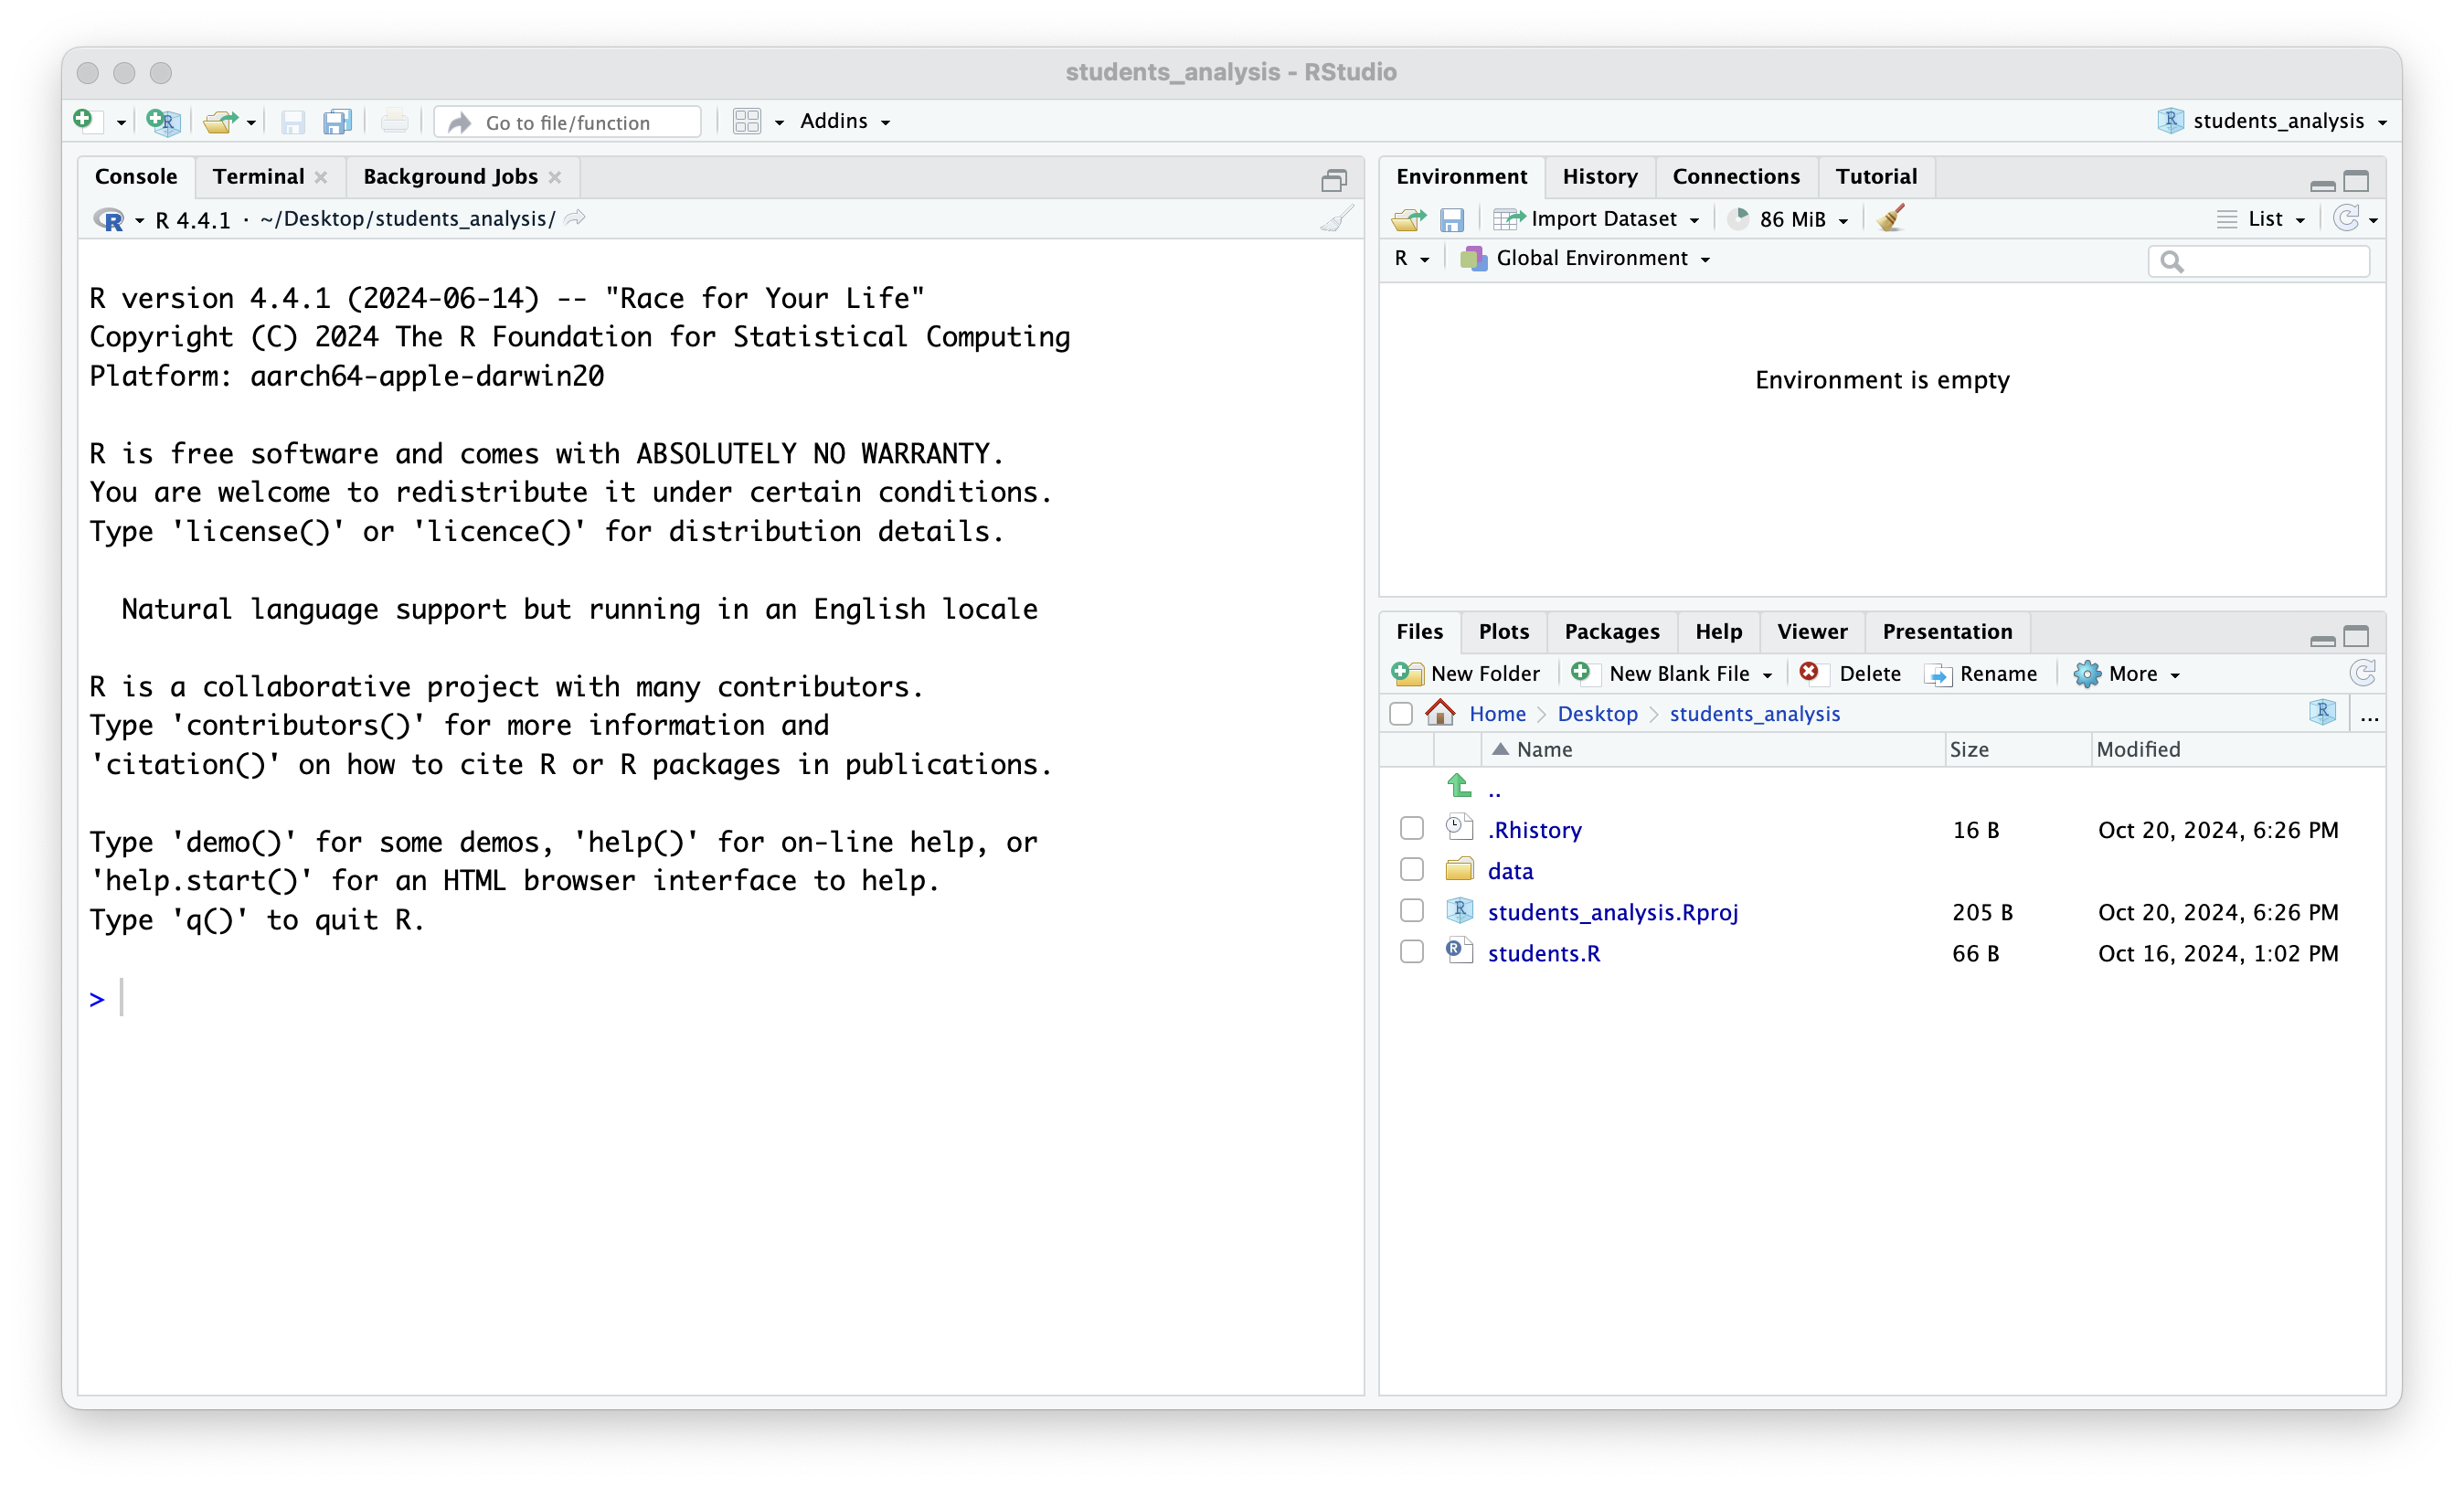 students_analysis - RStudio
Go to file/function
Addins
students_analysis
Console
Terminal
Background Jobs
R 4.4.1 · ~/Desktop/students_analysis/
R version 4.4.1 (2024-06-14) -- "Race for Your Life"
Copyright (C) 2024 The R Foundation for Statistical Computing
Platform: aarch64-apple-darwin20
R is free software and comes with ABSOLUTELY NO WARRANTY.
You are welcome to redistribute it under certain conditions.
Type 'license()' or 'licence()' for distribution details.
Natural language support but running in an English locale
R is a collaborative project with many contributors.
Type 'contributors()' for more information and
'citation()' on how to cite R or R packages in publications.
Type 'demo()' for some demos, 'help()' for on-line help, or
'help.start()' for an HTML browser interface to help.
Type 'q()' to quit R.
>
Environment
History
Connections
Tutorial
Import Dataset
86 MiB
List
R
Global Environment
Environment is empty
Files
Plots
Packages
Help
Viewer
Presentation
New Folder
New Blank File
Delete
Rename
More
Home
Desktop
students_analysis
...
Name Size Modified
..
.Rhistory 16 B Oct 20, 2024, 6:26 PM
data
students_analysis.Rproj 205 B Oct 20, 2024, 6:26 PM
students.R 66 B Oct 16, 2024, 1:02 PM